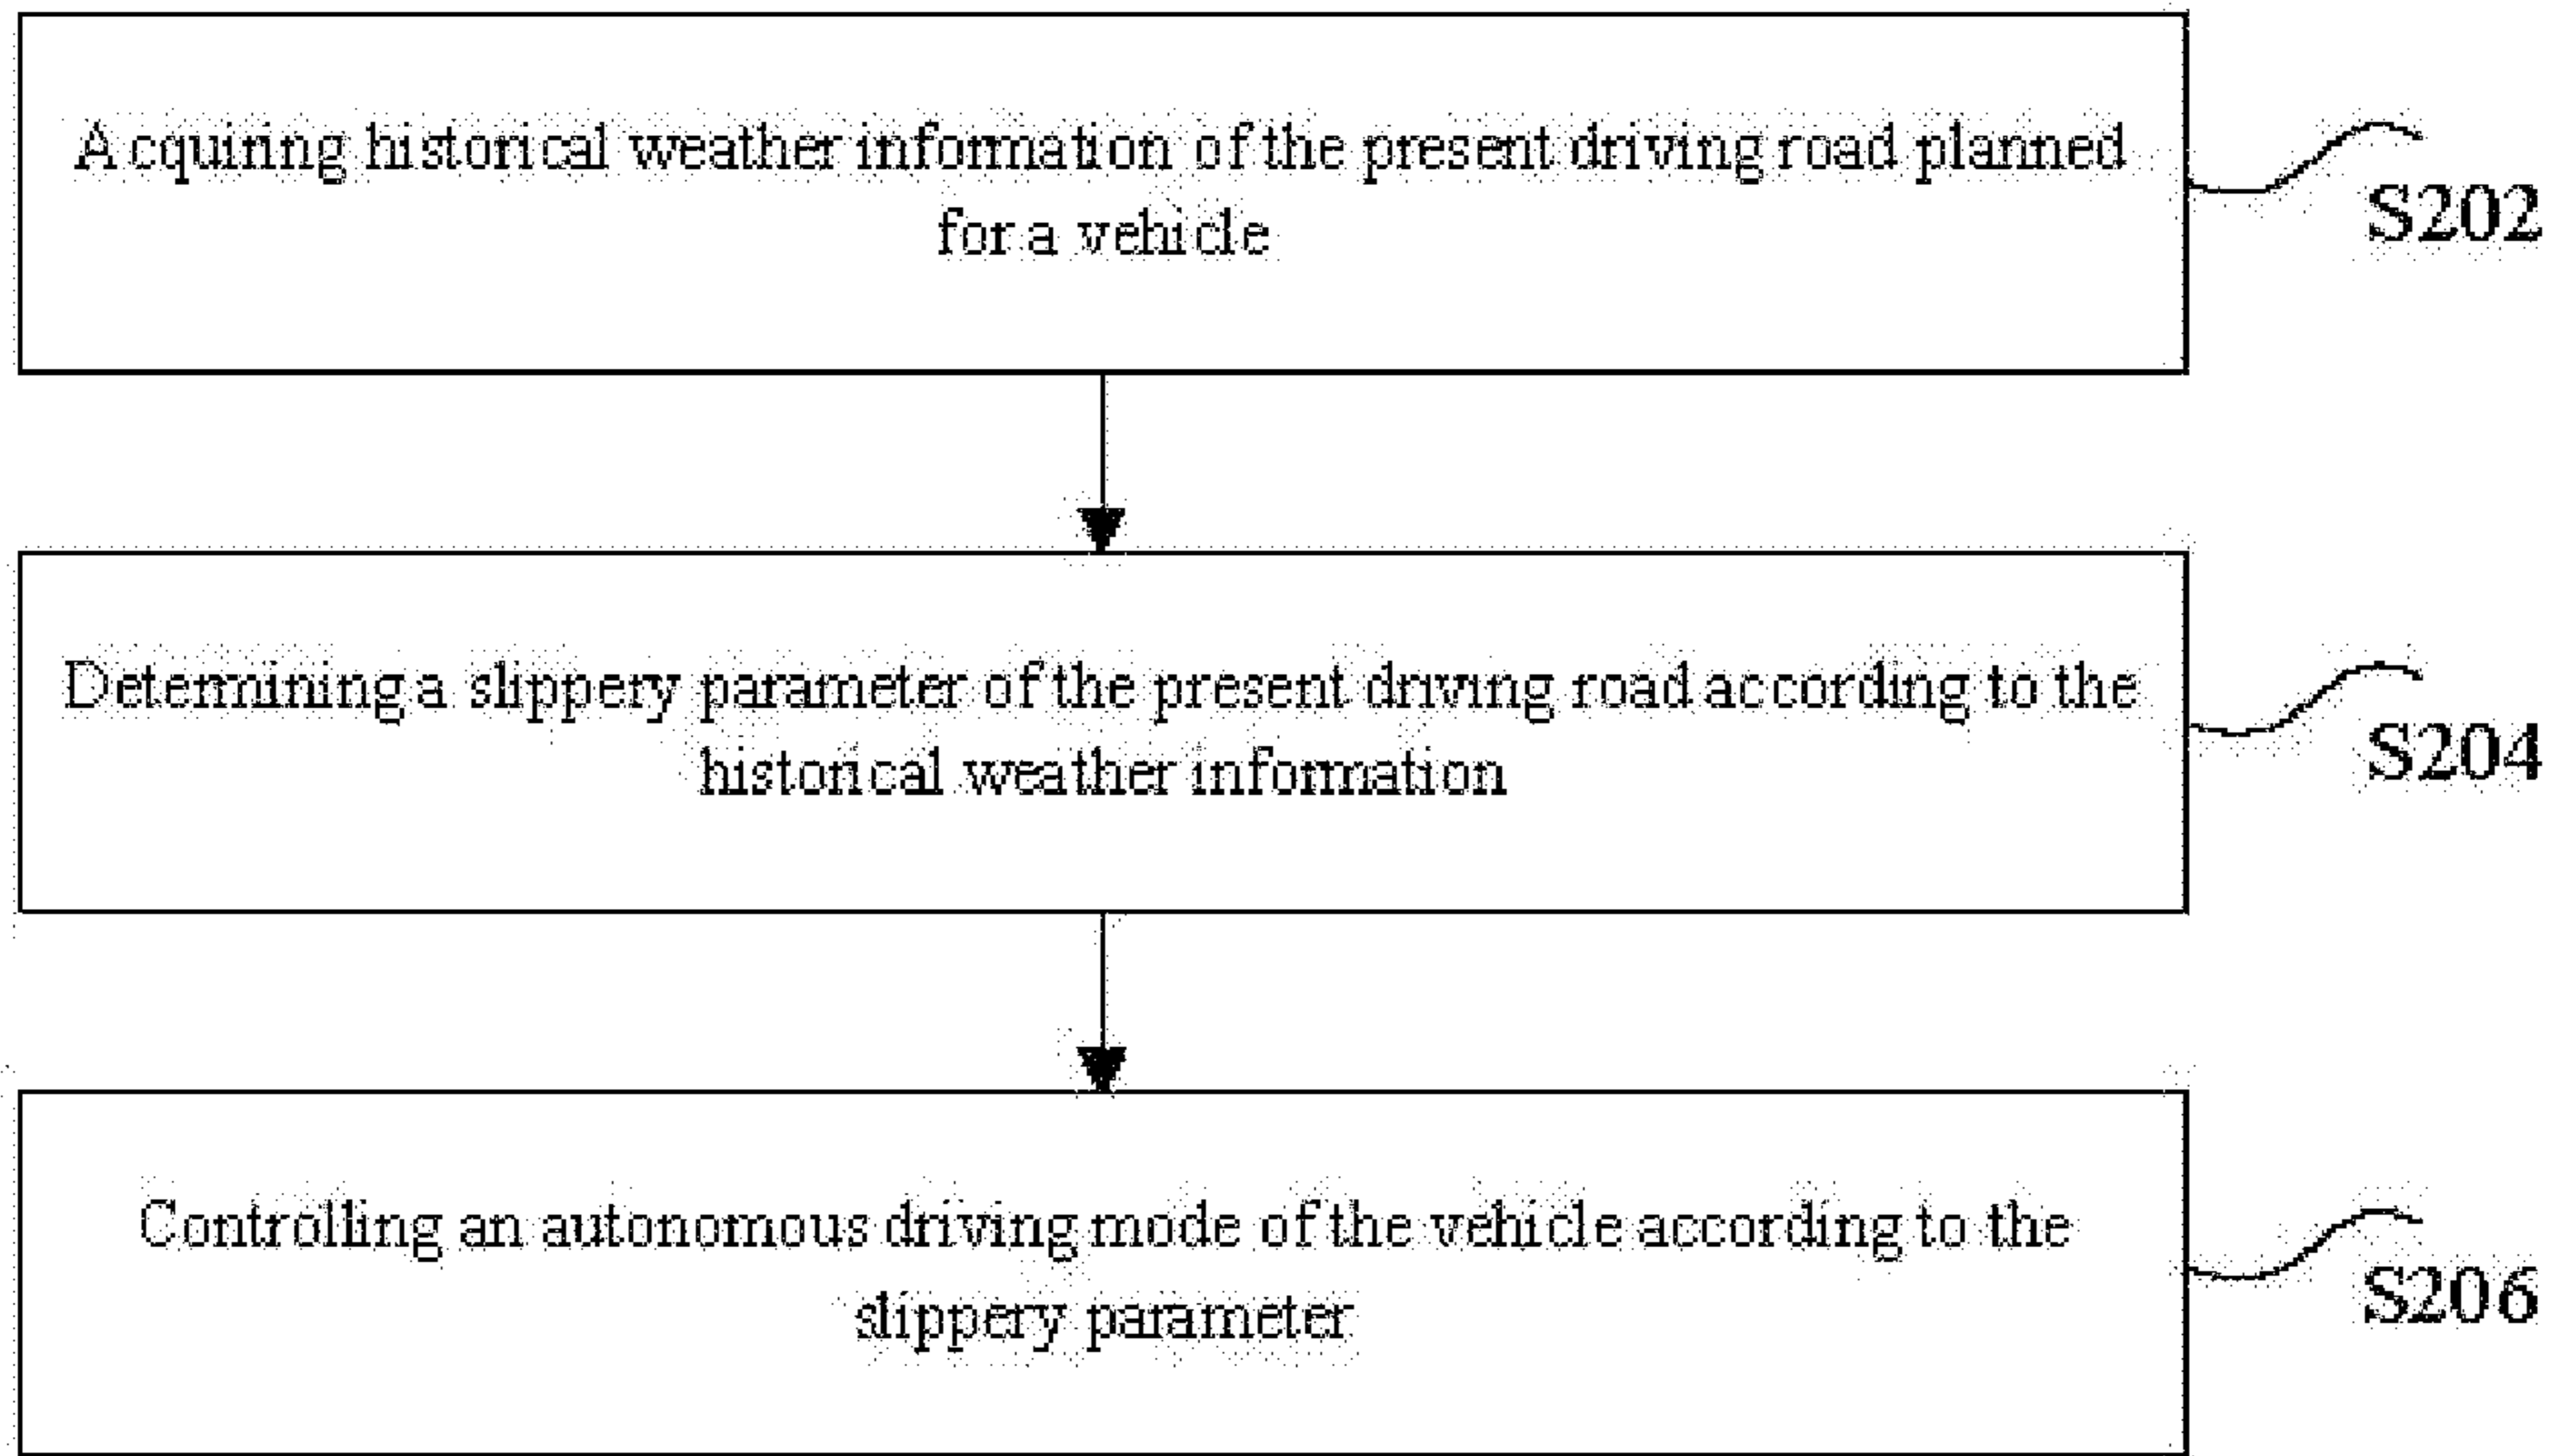 Acquiring historical weather information of the present driving road planned
for a vehicle
S202
Determining a slippery parameter of the present driving road according to the
historical weather information
S204
Controlling an autonomous driving mode of the vehicle according to the
slippery parameter
S206